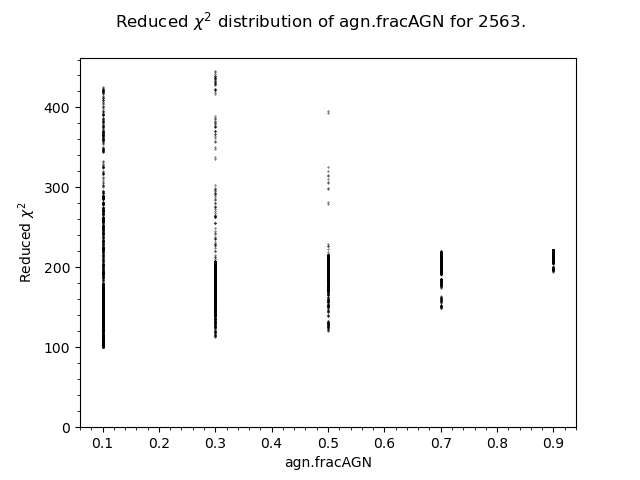 Reduced χ² distribution of agn.fracAGN for 2563.
400
300
200
100
0
Reduced χ²
0.1 0.2 0.3 0.4 0.5 0.6 0.7 0.8 0.9
agn.fracAGN